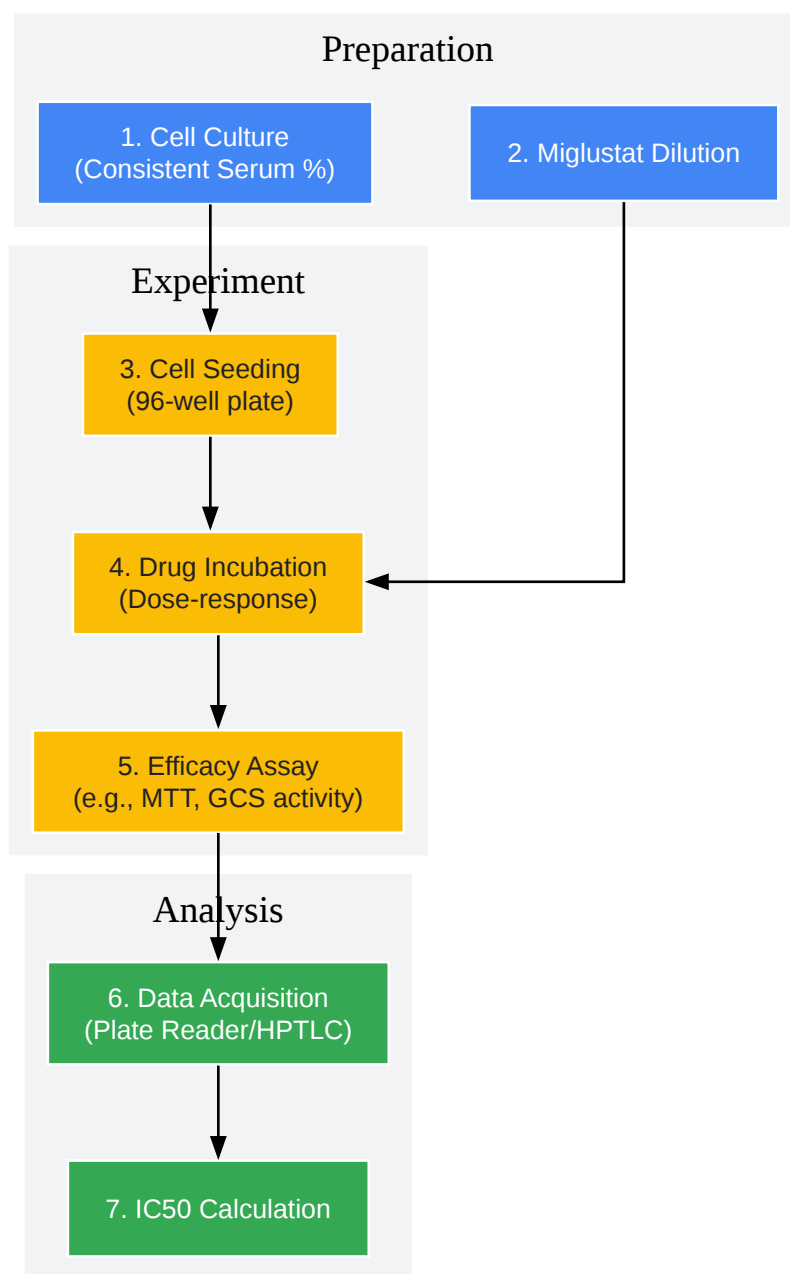 Preparation
1. Cell Culture
(Consistent Serum %)
2. Miglustat Dilution
Experiment
3. Cell Seeding
(96-well plate)
4. Drug Incubation
(Dose-response)
5. Efficacy Assay
(e.g., MTT, GCS activity)
Analysis
6. Data Acquisition
(Plate Reader/HPTLC)
7. IC50 Calculation